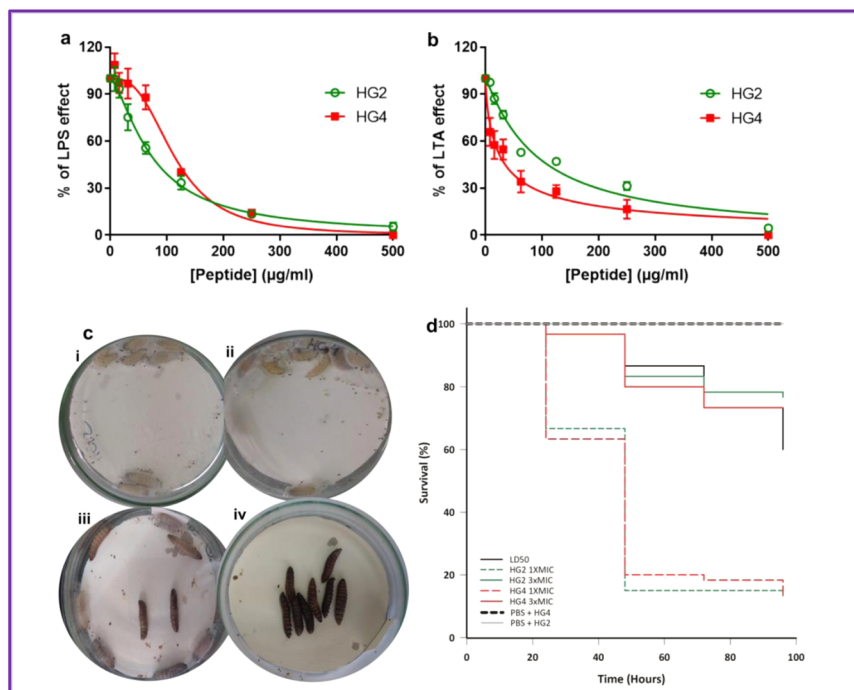 a
120
90
60
30
0
% of LPS effect
HG2
HG4
0 100 200 300 400 500
[Peptide] (µg/ml)
b
120
90
60
30
0
% of LTA effect
HG2
HG4
0 100 200 300 400 500
[Peptide] (µg/ml)
c
i
ii
iii
iv
d
100
80
60
40
20
0
Survival (%)
LD50
HG2 1XMIC
HG2 3xMIC
HG4 1XMIC
HG4 3xMIC
PBS + HG4
PBS + HG2
0 20 40 60 80 100
Time (Hours)